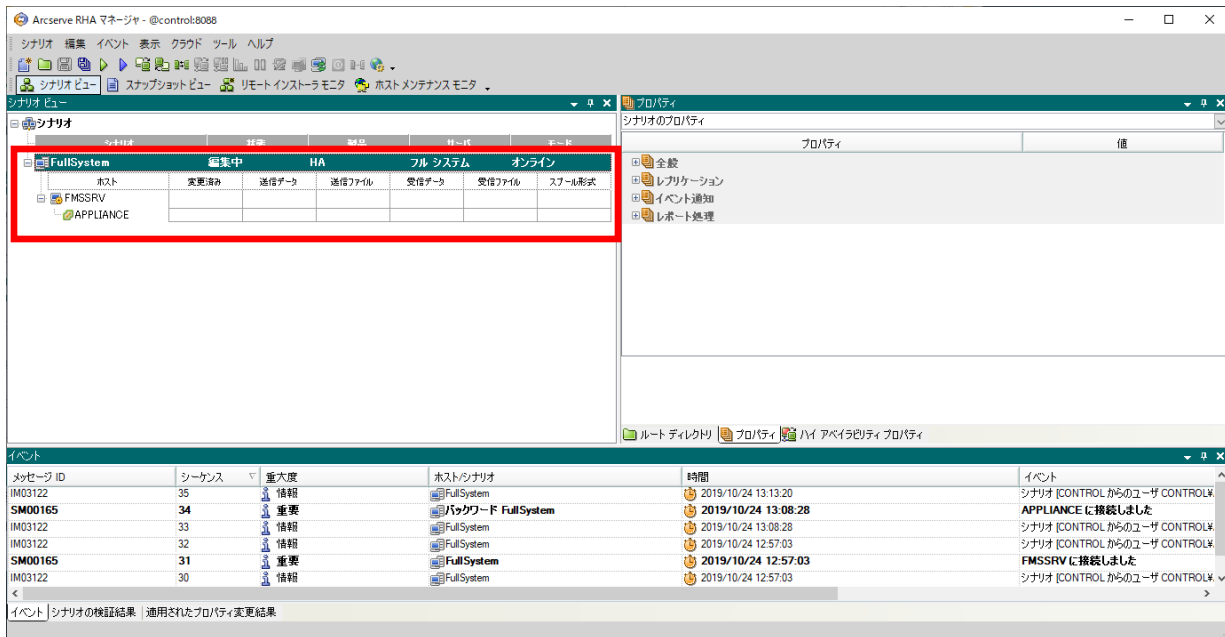 Arcserve RHA マネージャ - @control:8088
シナリオ 編集 イベント 表示 クラウド ツール ヘルプ
シナリオ ビュー スナップショット ビュー リモート インストーラ モニタ ホスト メンテナンス モニタ
シナリオ ビュー
シナリオ
シナリオ 状態 製品 サーバ モード
FullSystem 編集中 HA フル システム オンライン
ホスト 変更済み 送信データ 送信ファイル 受信データ 受信ファイル スプール形式
FMSSRV
APPLIANCE
プロパティ
シナリオのプロパティ
プロパティ 値
全般
レプリケーション
イベント通知
レポート処理
ルート ディレクトリ プロパティ ハイ アベイラビリティ プロパティ
イベント
メッセージ ID シーケンス 重大度 ホスト/シナリオ 時間 イベント
IM03122 35 情報 FullSystem 2019/10/24 13:13:20 シナリオ [CONTROL からのユーザ CONTROL¥.
SM00165 34 重要 バックワード FullSystem 2019/10/24 13:08:28 APPLIANCE に接続しました
IM03122 33 情報 FullSystem 2019/10/24 13:08:28 シナリオ [CONTROL からのユーザ CONTROL¥.
IM03122 32 情報 FullSystem 2019/10/24 12:57:03 シナリオ [CONTROL からのユーザ CONTROL¥.
SM00165 31 重要 FullSystem 2019/10/24 12:57:03 FMSSRV に接続しました
IM03122 30 情報 FullSystem 2019/10/24 12:57:03 シナリオ [CONTROL からのユーザ CONTROL¥.
イベント シナリオの検証結果 適用されたプロパティ変更結果